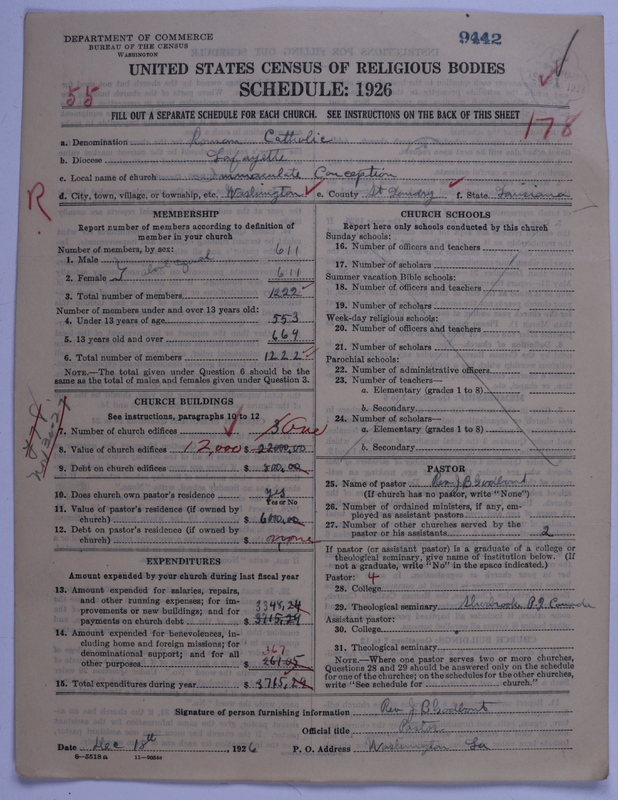 DEPARTMENT OF COMMERCE
BUREAU OF THE CENSUS
WASHINGTON
9442
UNITED STATES CENSUS OF RELIGIOUS BODIES
SCHEDULE: 1926
55
FILL OUT A SEPARATE SCHEDULE FOR EACH CHURCH. SEE INSTRUCTIONS ON THE BACK OF THIS SHEET
178
a. Denomination Roman Catholic
b. Diocese Lafayette
c. Local name of church Immaculate Conception
R
d. City, town, village, or township, etc. Washington e. County St Landry f. State Louisiana
MEMBERSHIP
Report number of members according to definition of
member in your church
Number of members, by sex:
1. Male 611
about equal
2. Female 611
3. Total number of members 1222
Number of members under and over 13 years old:
4. Under 13 years of age 553
5. 13 years old and over 669
6. Total number of members 1222
NOTE.—The total given under Question 6 should be
same as the total of males and females given under Question 3.
CHURCH BUILDINGS
See instructions, paragraphs 10 to 12
7. Number of church edifices One
8. Value of church edifices 12,000 $ 22000.00
9. Debt on church edifices $ 800.00
10. Does church own pastor's residence yes
Yes or No
11. Value of pastor's residence (if owned by
church) $ 6000.00
12. Debt on pastor's residence (if owned by
church) $ none
EXPENDITURES
Amount expended by your church during last fiscal year
13. Amount expended for salaries, repairs,
and other running expenses; for im-
provements or new buildings; and for
payments on church debt $ 3348,24
3715,24
14. Amount expended for benevolences, in-
cluding home and foreign missions; for
denominational support; and for all
other purposes $ 367
15. Total expenditures during year $ 3715,24
CHURCH SCHOOLS
Report here only schools conducted by this church
Sunday schools:
16. Number of officers and teachers
17. Number of scholars
Summer vacation Bible schools:
18. Number of officers and teachers
19. Number of scholars
Week-day religious schools:
20. Number of officers and teachers
21. Number of scholars
Parochial schools:
22. Number of administrative officers
23. Number of teachers—
a. Elementary (grades 1 to 8)
b. Secondary
24. Number of scholars—
a. Elementary (grades 1 to 8)
b. Secondary
PASTOR
25. Name of pastor Rev. J B
(If church has no pastor, write "None")
26. Number of ordained ministers, if any, em-
ployed as assistant pastors
27. Number of other churches served by the
pastor or his assistants 2
If pastor (or assistant pastor) is a graduate of a college or
theological seminary, give name of institution below. (If
not a graduate, write "No" in the space indicated.)
Pastor: 4
28. College
29. Theological seminary Sherbrooke P.Q. Canada
Assistant pastor:
30. College
31. Theological seminary
NOTE.—Where one pastor serves two or more churches,
Questions 28 and 29 should be answered only on the schedule
for one of the churches; on the schedules for the other churches,
write "See schedule for church."
Signature of person furnishing information Rev J B
Official title Pastor
Date Dec 18th, 1926 P. O. Address Washington La
8—5818a 11—9054a